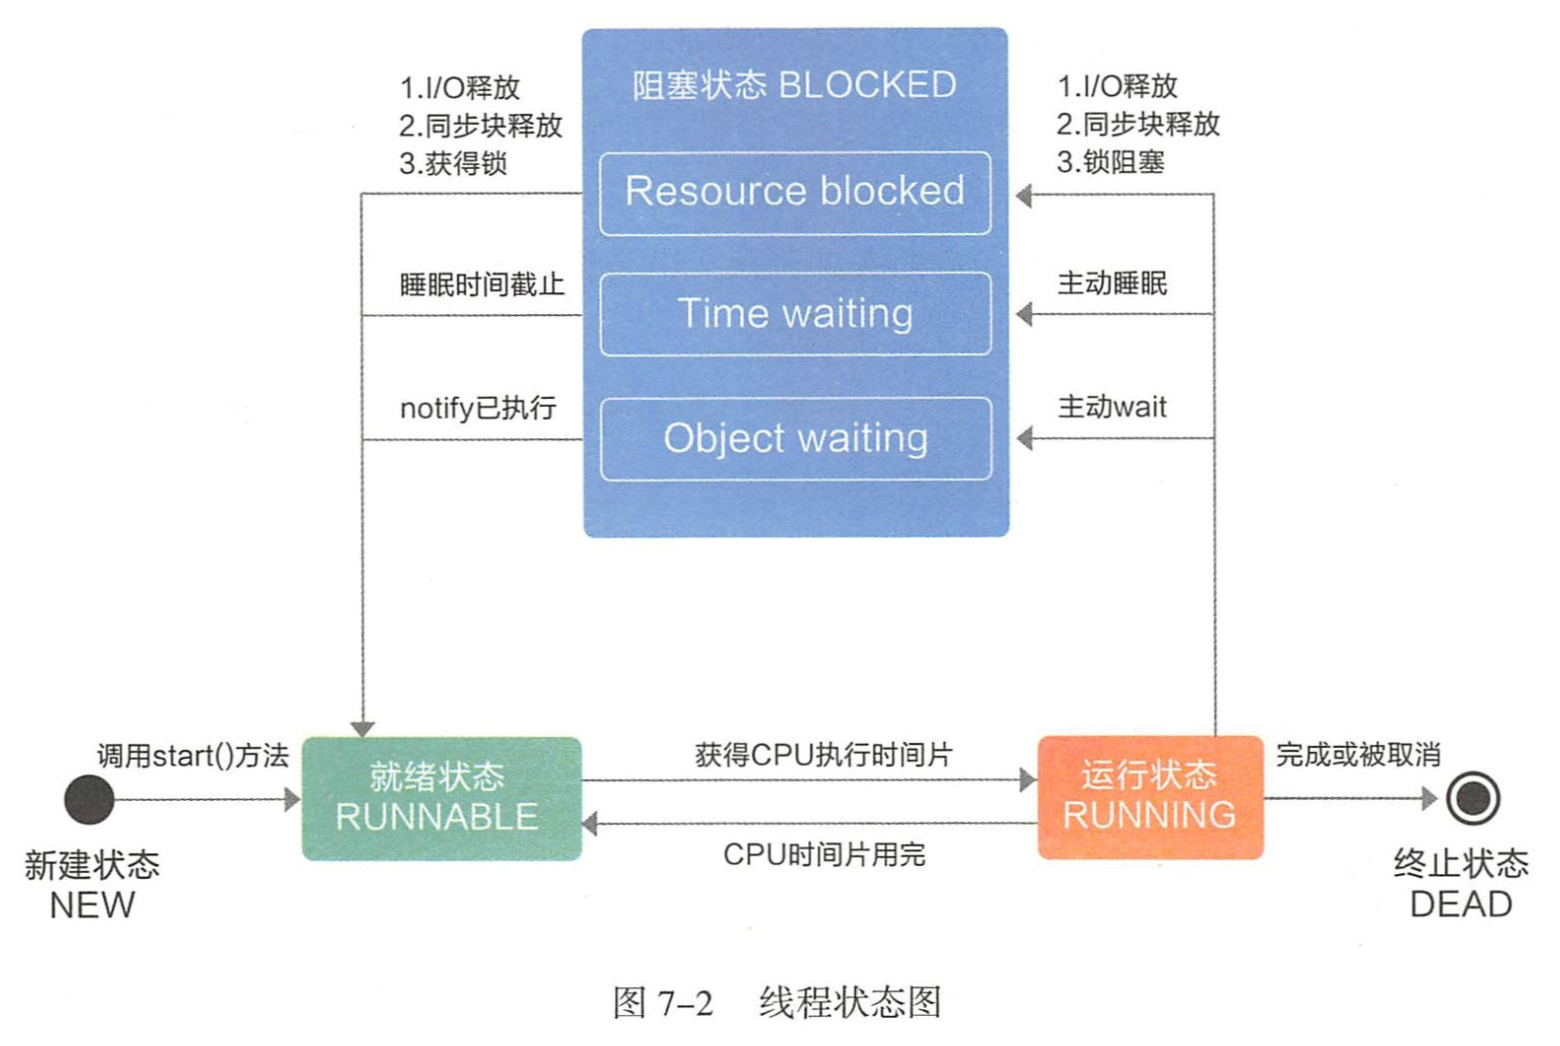 阻塞状态 BLOCKED
1.I/O释放
2.同步块释放
3.获得锁
1.I/O释放
2.同步块释放
3.锁阻塞
Resource blocked
睡眠时间截止
Time waiting
主动睡眠
notify已执行
Object waiting
主动wait
调用start()方法
就绪状态
RUNNABLE
获得CPU执行时间片
CPU时间片用完
运行状态
RUNNING
完成或被取消
新建状态
NEW
终止状态
DEAD
图 7-2 线程状态图